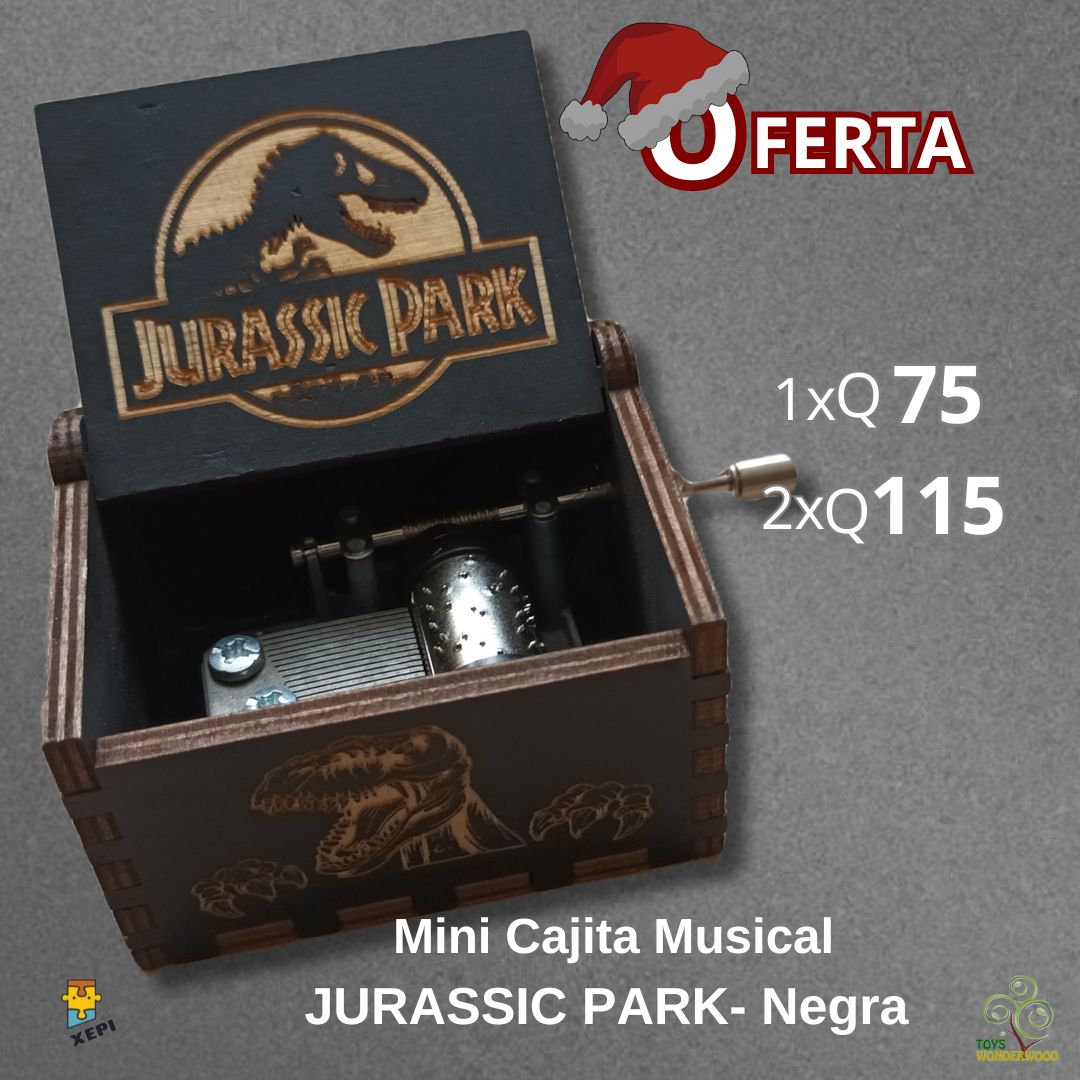 OFERTA
JURASSIC PARK
1xQ 75
2xQ115
Mini Cajita Musical
JURASSIC PARK- Negra
XEPI
TOYS
WONDERWOOD